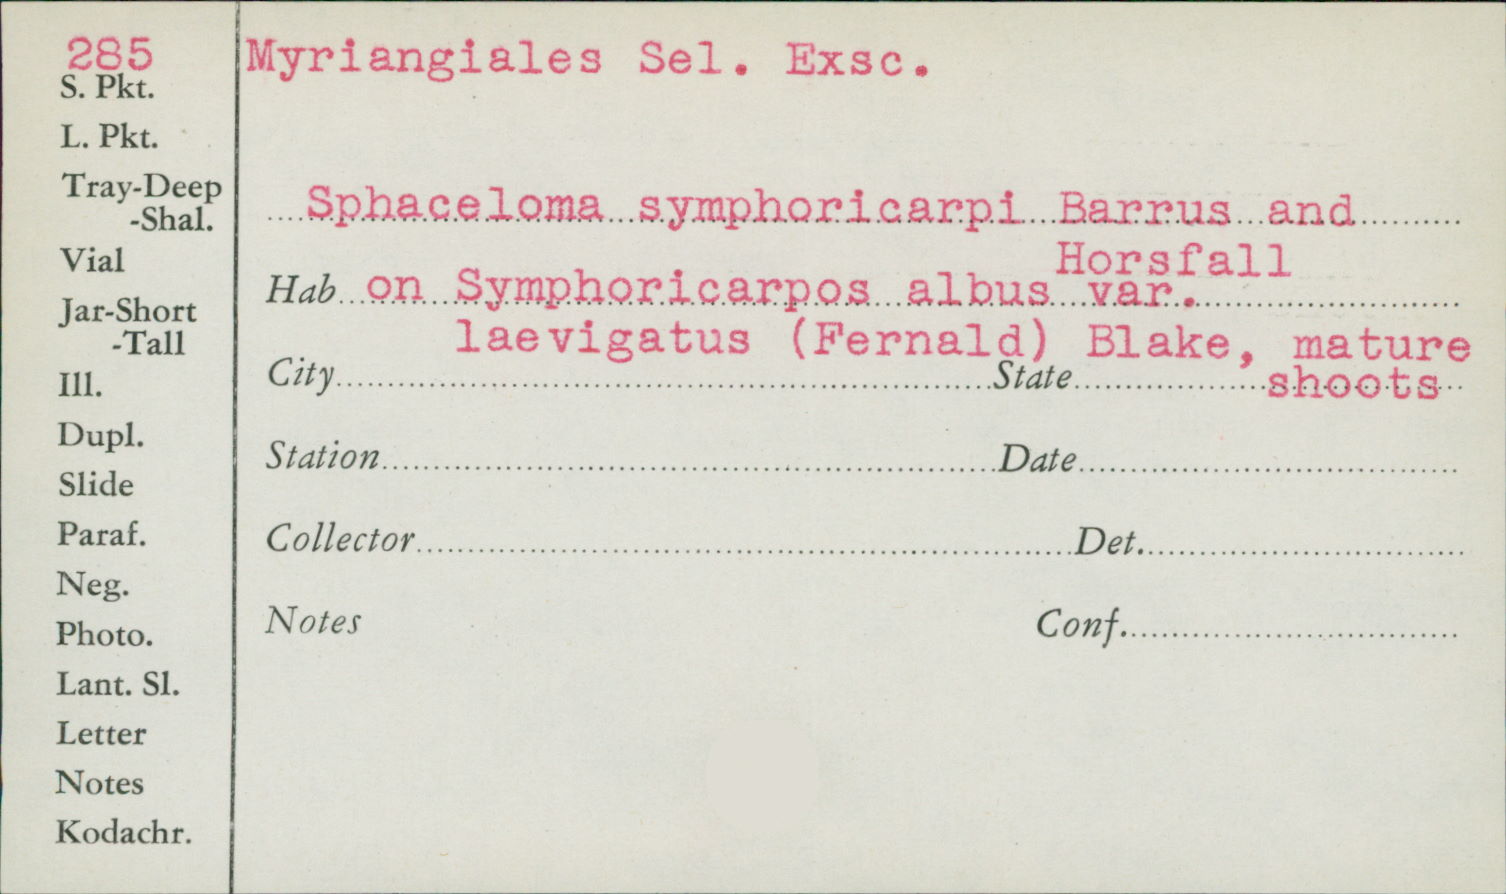 285
S. Pkt.
L. Pkt.
Tray-Deep
-Shal.
Vial
Jar-Short
-Tall
Ill.
Dupl.
Slide
Paraf.
Neg.
Photo.
Lant. Sl.
Letter
Notes
Kodachr.
Myriangiales Sel. Exsc.
Sphaceloma symphoricarpi Barrus and
Horsfall
Hab on Symphoricarpos albus var.
laevigatus (Fernald) Blake, mature
City State shoots
Station Date
Collector Det.
Notes Conf.